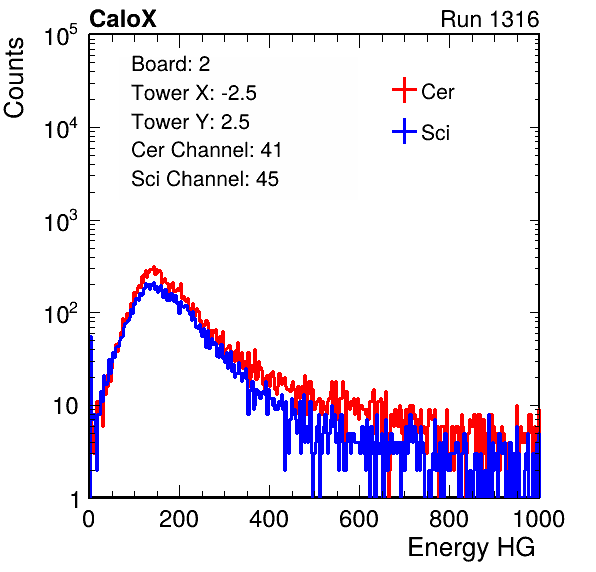 CaloX Run 1316
Counts
10^5
10^4
10^3
10^2
10
1
Board: 2
Tower X: -2.5
Tower Y: 2.5
Cer Channel: 41
Sci Channel: 45
Cer
Sci
0 200 400 600 800 1000
Energy HG